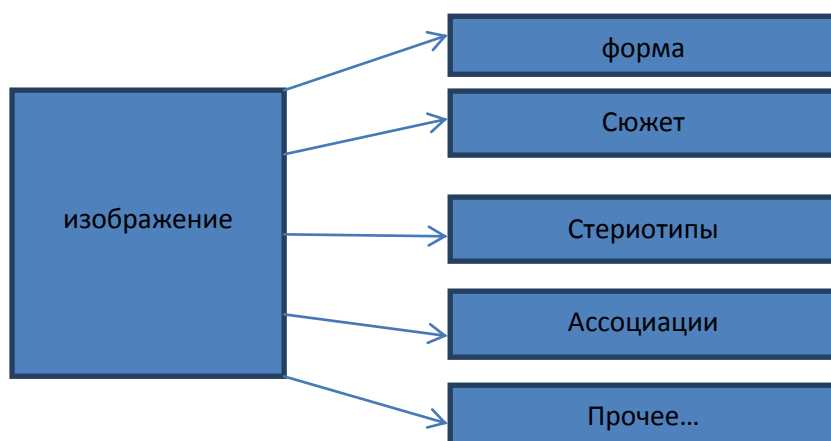 форма
Сюжет
изображение
Стериотипы
Ассоциации
Прочее...